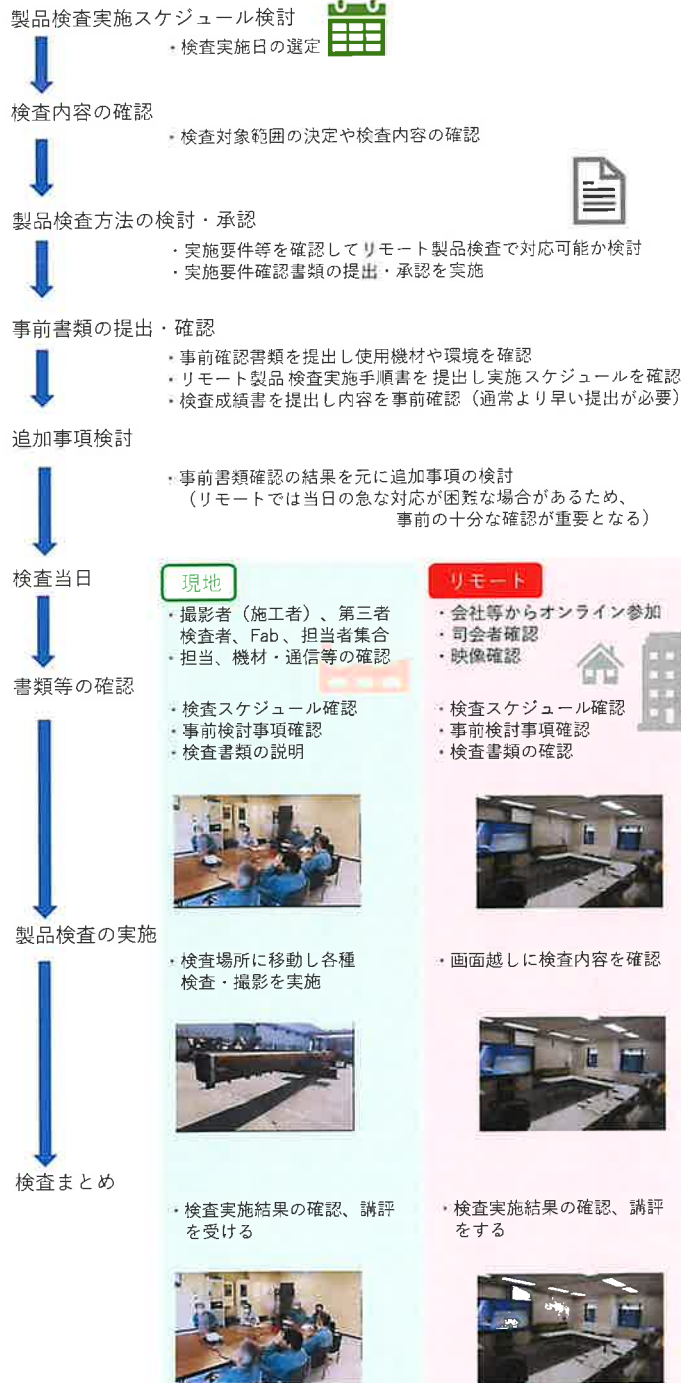 製品検査実施スケジュール検討
・検査実施日の選定
検査内容の確認
・検査対象範囲の決定や検査内容の確認
製品検査方法の検討・承認
・実施要件等を確認してリモート製品検査で対応可能か検討
・実施要件確認書類の提出・承認を実施
事前書類の提出・確認
・事前確認書類を提出し使用機材や環境を確認
・リモート製品検査実施手順書を提出し実施スケジュールを確認
・検査成績書を提出し内容を事前確認（通常より早い提出が必要）
追加事項検討
・事前書類確認の結果を元に追加事項の検討
（リモートでは当日の急な対応が困難な場合があるため、
事前の十分な確認が重要となる）
検査当日
現地
・撮影者（施工者）、第三者
検査者、Fab、担当者集合
・担当、機材・通信等の確認
リモート
・会社等からオンライン参加
・司会者確認
・映像確認
書類等の確認
・検査スケジュール確認
・事前検討事項確認
・検査書類の説明
・検査スケジュール確認
・事前検討事項確認
・検査書類の確認
製品検査の実施
・検査場所に移動し各種
検査・撮影を実施
・画面越しに検査内容を確認
検査まとめ
・検査実施結果の確認、講評
を受ける
・検査実施結果の確認、講評
をする